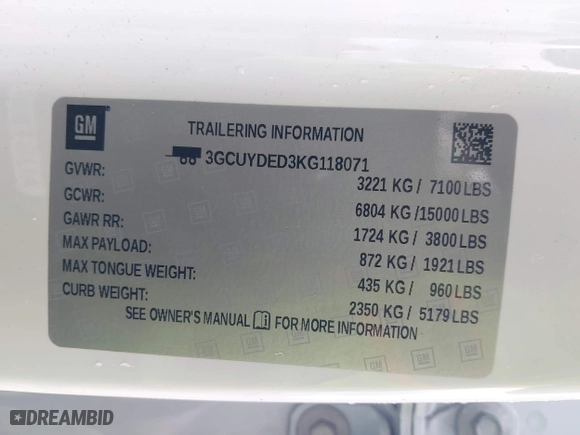 GM
TRAILERING INFORMATION
3GCUYDED3KG118071
GVWR: 3221 KG / 7100 LBS
GCWR: 6804 KG / 15000 LBS
GAWR RR: 1724 KG / 3800 LBS
MAX PAYLOAD: 872 KG / 1921 LBS
MAX TONGUE WEIGHT: 435 KG / 960 LBS
CURB WEIGHT: 2350 KG / 5179 LBS
SEE OWNER'S MANUAL FOR MORE INFORMATION
DREAMBID